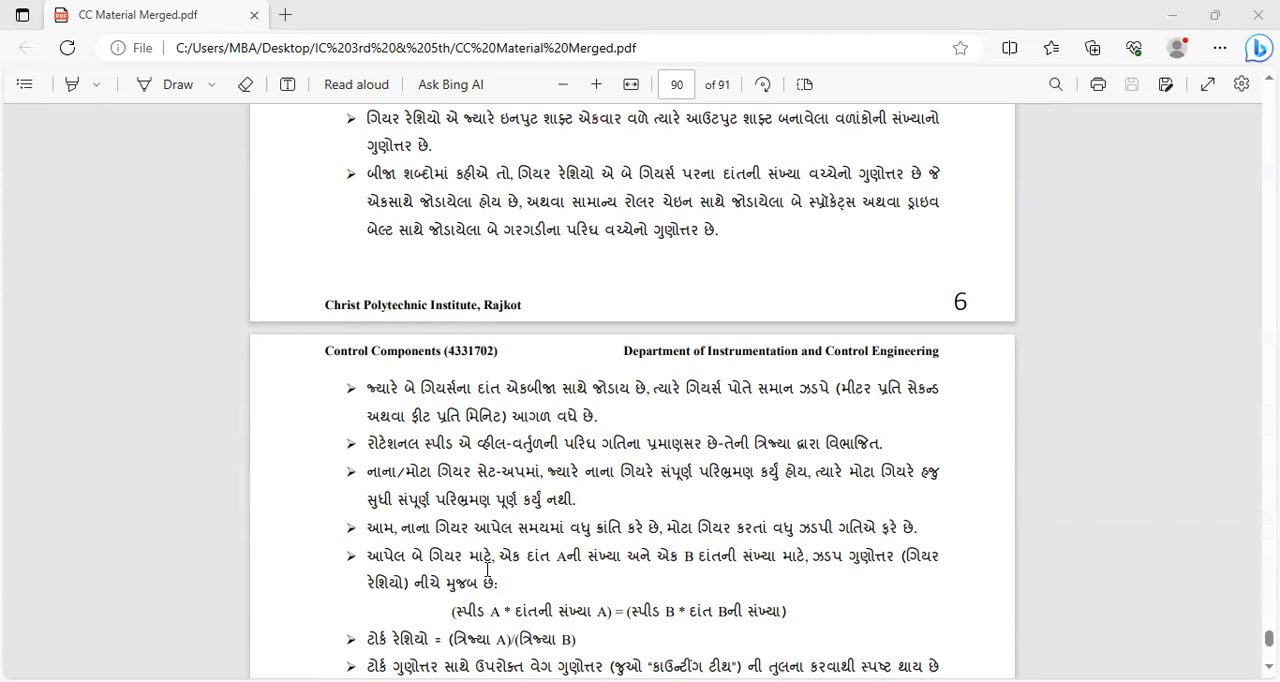 CC Material Merged.pdf
File
C:/Users/MBA/Desktop/IC%203rd%20&%205th/CC%20Material%20Merged.pdf
Draw
Read aloud
Ask Bing AI
90
of 91
➢ ગિયર રેશિયો એ જ્યારે ઇનપુટ શાફ્ટ એકવાર વળે ત્યારે આઉટપુટ શાફ્ટ બનાવેલા વળાંકોની સંખ્યાનો
ગુણોત્તર છે.
➢ બીજા શબ્દોમાં કહીએ તો, ગિયર રેશિયો એ બે ગિયર્સ પરના દાંતની સંખ્યા વચ્ચેનો ગુણોત્તર છે જે
એકસાથે જોડાયેલા હોય છે, અથવા સામાન્ય રોલર ચેઇન સાથે જોડાયેલા બે સ્પ્રૉકેટ્સ અથવા ડ્રાઇવ
બેલ્ટ સાથે જોડાયેલા બે ગરગડીના પરિઘ વચ્ચેનો ગુણોત્તર છે.
Christ Polytechnic Institute, Rajkot
6
Control Components (4331702)
Department of Instrumentation and Control Engineering
➢ જ્યારે બે ગિયર્સના દાંત એકબીજા સાથે જોડાય છે, ત્યારે ગિયર્સ પોતે સમાન ઝડપે (મીટર પ્રતિ સેકન્ડ
અથવા ફીટ પ્રતિ મિનિટ) આગળ વધે છે.
➢ રોટેશનલ સ્પીડ એ વ્હીલ-વર્તુળની પરિઘ ગતિના પ્રમાણસર છે-તેની ત્રિજ્યા દ્વારા વિભાજિત.
➢ નાના/મોટા ગિયર સેટ-અપમાં, જ્યારે નાના ગિયરે સંપૂર્ણ પરિભ્રમણ કર્યું હોય, ત્યારે મોટા ગિયરે હજુ
સુધી સંપૂર્ણ પરિભ્રમણ પૂર્ણ કર્યું નથી.
➢ આમ, નાના ગિયર આપેલ સમયમાં વધુ ક્રાંતિ કરે છે, મોટા ગિયર કરતાં વધુ ઝડપી ગતિએ ફરે છે.
➢ આપેલ બે ગિયર માટે, એક દાંત Aની સંખ્યા અને એક B દાંતની સંખ્યા માટે, ઝડપ ગુણોત્તર (ગિયર
રેશિયો) નીચે મુજબ છે:
(સ્પીડ A * દાંતની સંખ્યા A) = (સ્પીડ B * દાંત Bની સંખ્યા)
➢ ટોર્ક રેશિયો = (ત્રિજ્યા A)/(ત્રિજ્યા B)
➢ ટોર્ક ગુણોત્તર સાથે ઉપરોક્ત વેગ ગુણોત્તર (જુઓ "કાઉન્ટીંગ ટીથ") ની તુલના કરવાથી સ્પષ્ટ થાય છે